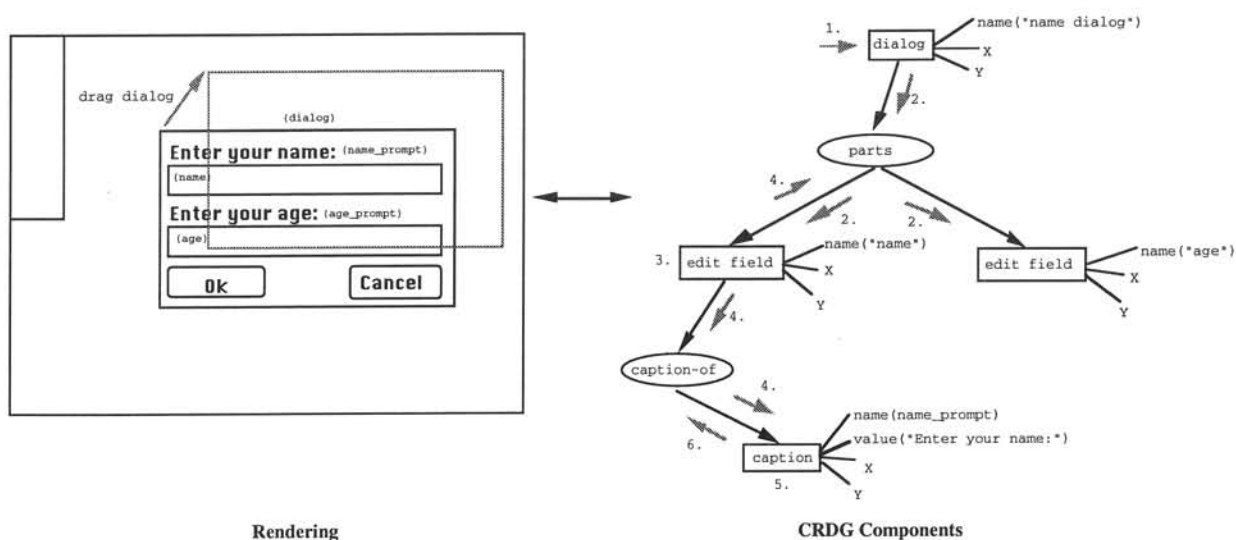 drag dialog
(dialog)
Enter your name: (name_prompt)
(name)
Enter your age: (age_prompt)
(age)
Ok
Cancel
Rendering
1.
dialog
name("name dialog")
X
Y
2.
parts
4.
2.
2.
3.
edit field
name("name")
X
Y
edit field
name("age")
X
Y
4.
caption-of
4.
6.
caption
name(name_prompt)
value("Enter your name:")
X
Y
5.
CRDG Components